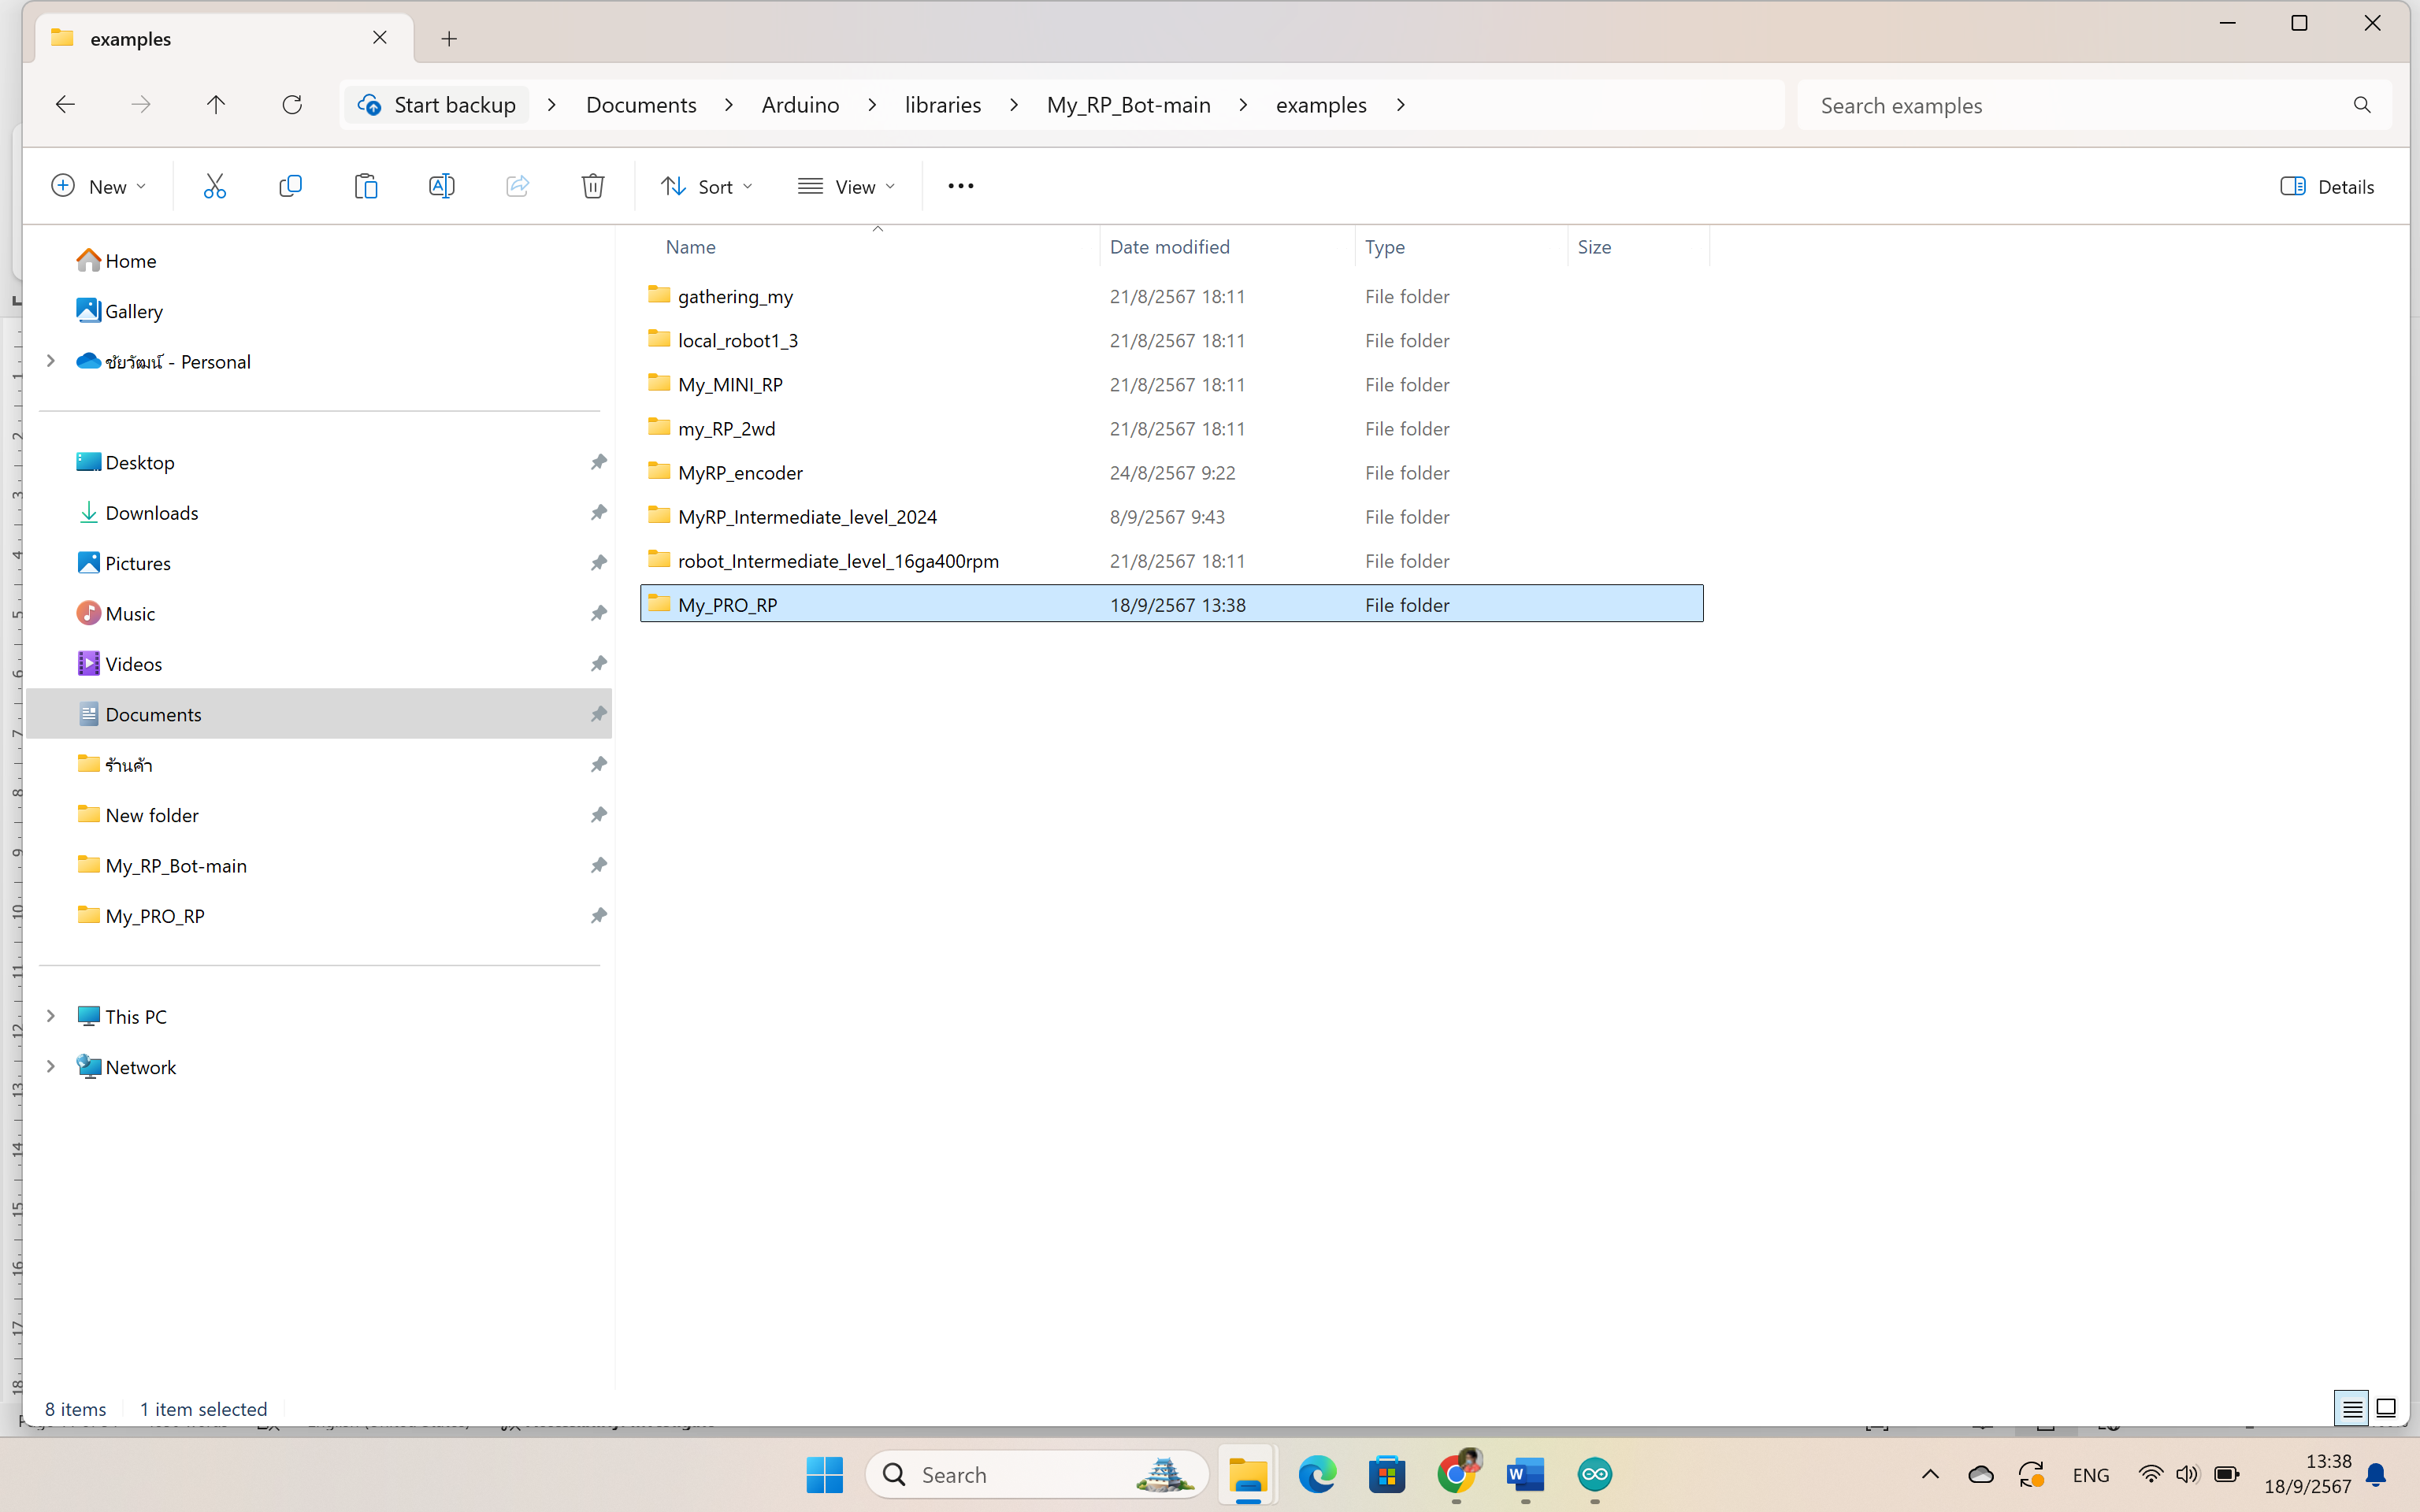 examples
Start backup > Documents > Arduino > libraries > My_RP_Bot-main > examples >
Search examples
New
Sort
View
Details
Name Date modified Type Size
Home
Gallery
ชัยวัฒน์ - Personal
Desktop
Downloads
Pictures
Music
Videos
Documents
ร้านค้า
New folder
My_RP_Bot-main
My_PRO_RP
This PC
Network
gathering_my 21/8/2567 18:11 File folder
local_robot1_3 21/8/2567 18:11 File folder
My_MINI_RP 21/8/2567 18:11 File folder
my_RP_2wd 21/8/2567 18:11 File folder
MyRP_encoder 24/8/2567 9:22 File folder
MyRP_Intermediate_level_2024 8/9/2567 9:43 File folder
robot_Intermediate_level_16ga400rpm 21/8/2567 18:11 File folder
My_PRO_RP 18/9/2567 13:38 File folder
8 items 1 item selected
Search
ENG
13:38
18/9/2567